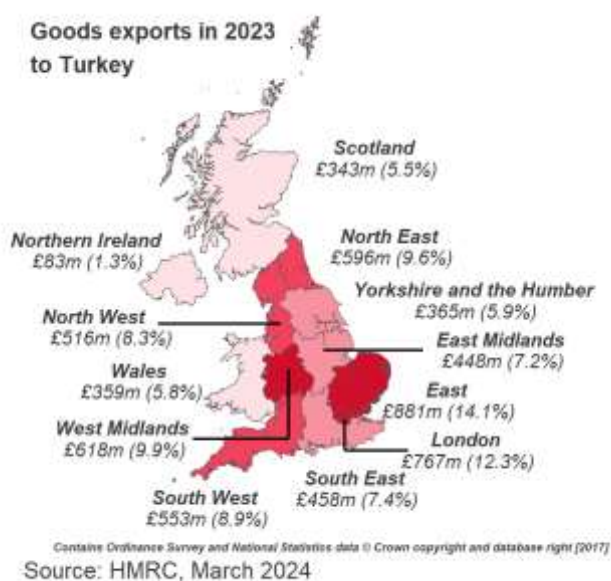 Goods exports in 2023
to Turkey
Scotland
£343m (5.5%)
Northern Ireland
£83m (1.3%)
North East
£596m (9.6%)
Yorkshire and the Humber
£365m (5.9%)
North West
£516m (8.3%)
East Midlands
£448m (7.2%)
Wales
£359m (5.8%)
East
£881m (14.1%)
West Midlands
£618m (9.9%)
London
£767m (12.3%)
South East
£458m (7.4%)
South West
£553m (8.9%)
Contains Ordinance Survey and National Statistics data © Crown copyright and database right [2017]
Source: HMRC, March 2024